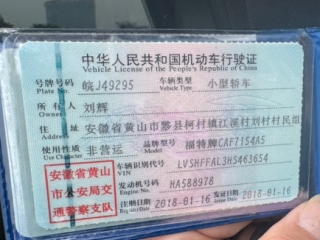 中华人民共和国机动车行驶证
Vehicle License of the People's Republic of China
号牌号码 皖J49295 车辆类型 小型轿车
Plate No. Vehicle Type
所有人 刘辉
Owner
住址 安徽省黄山市黟县柯村镇江溪村刘村村民组
Address
使用性质 非营运 品牌型号 福特牌CAF7154A5
Use Character Model
安徽省黄山市公安局交通警察支队
车辆识别代号 LVSHFFAL3HS463654
VIN
发动机号码 HA588978
Engine No.
注册日期 2018-01-16 发证日期 2018-01-16
Register Date Issue Date